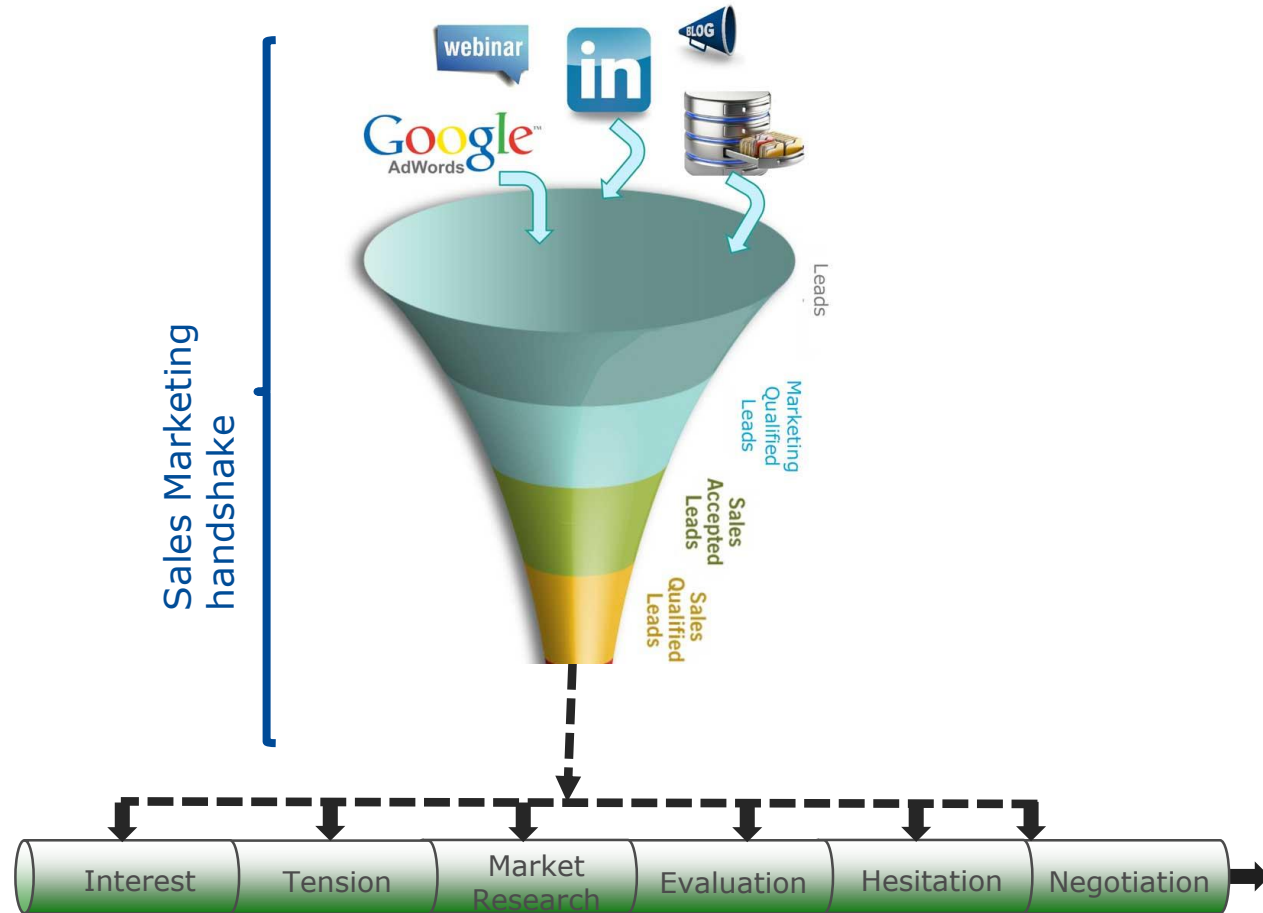 webinar
in
BLOG
Google™
AdWords
Leads
Marketing
Qualified
Leads
Sales
Accepted
Leads
Sales
Qualified
Leads
Sales Marketing
handshake
Interest
Tension
Market
Research
Evaluation
Hesitation
Negotiation